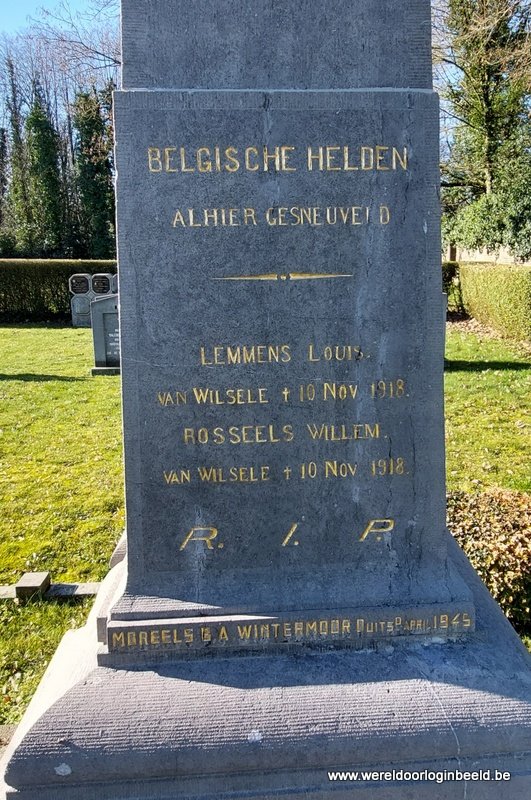 BELGISCHE HELDEN
ALHIER GESNEUVELD
LEMMENS LOUIS.
VAN WILSELE † 10 NOV 1918.
ROSSEELS WILLEM.
VAN WILSELE † 10 NOV 1918.
R. I. P.
MOREELS G A WINTERMOOR DUITSD APRIL 1945
www.wereldoorloginbeeld.be